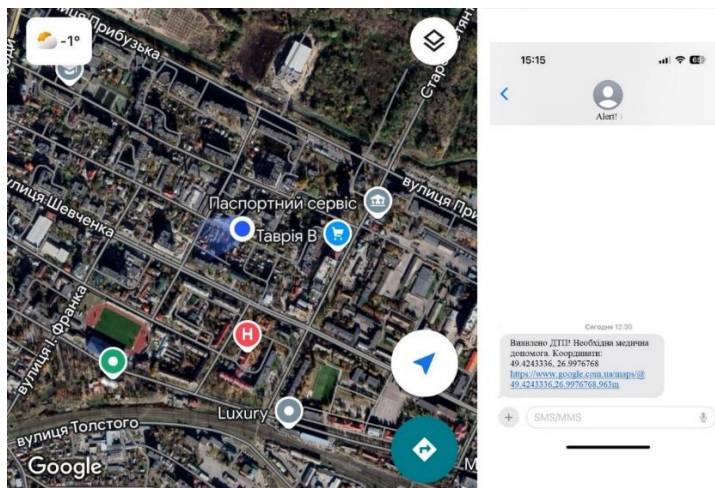 -1°
вулиця Прибузька
Старокостянт
вулиця При
Паспортний сервіс
Таврія В
вулиця Шевченка
вулиця І. Франка
H
Luxury
вулиця Толстого
Google
М
15:15
Alert!
Сегодня 12:30
Виявлено ДТП! Необхідна медична
допомога. Координати:
49.4243336, 26.9976768
https://www.google.com.ua/maps/@
49.4243336,26.9976768,963m
SMS/MMS